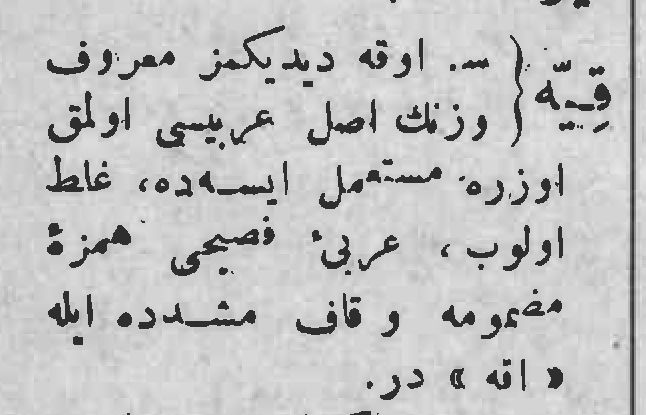 قِيّه { س. اوقه دیدیکمز معروف
وزنك اصل عربیسی اولمق
اوزره مستعمل ایسه‌ده، غلط
اولوب، عربیٔ فصیحی همزهٔ
مضمومه و قاف مشدده ایله
« اقه » در.